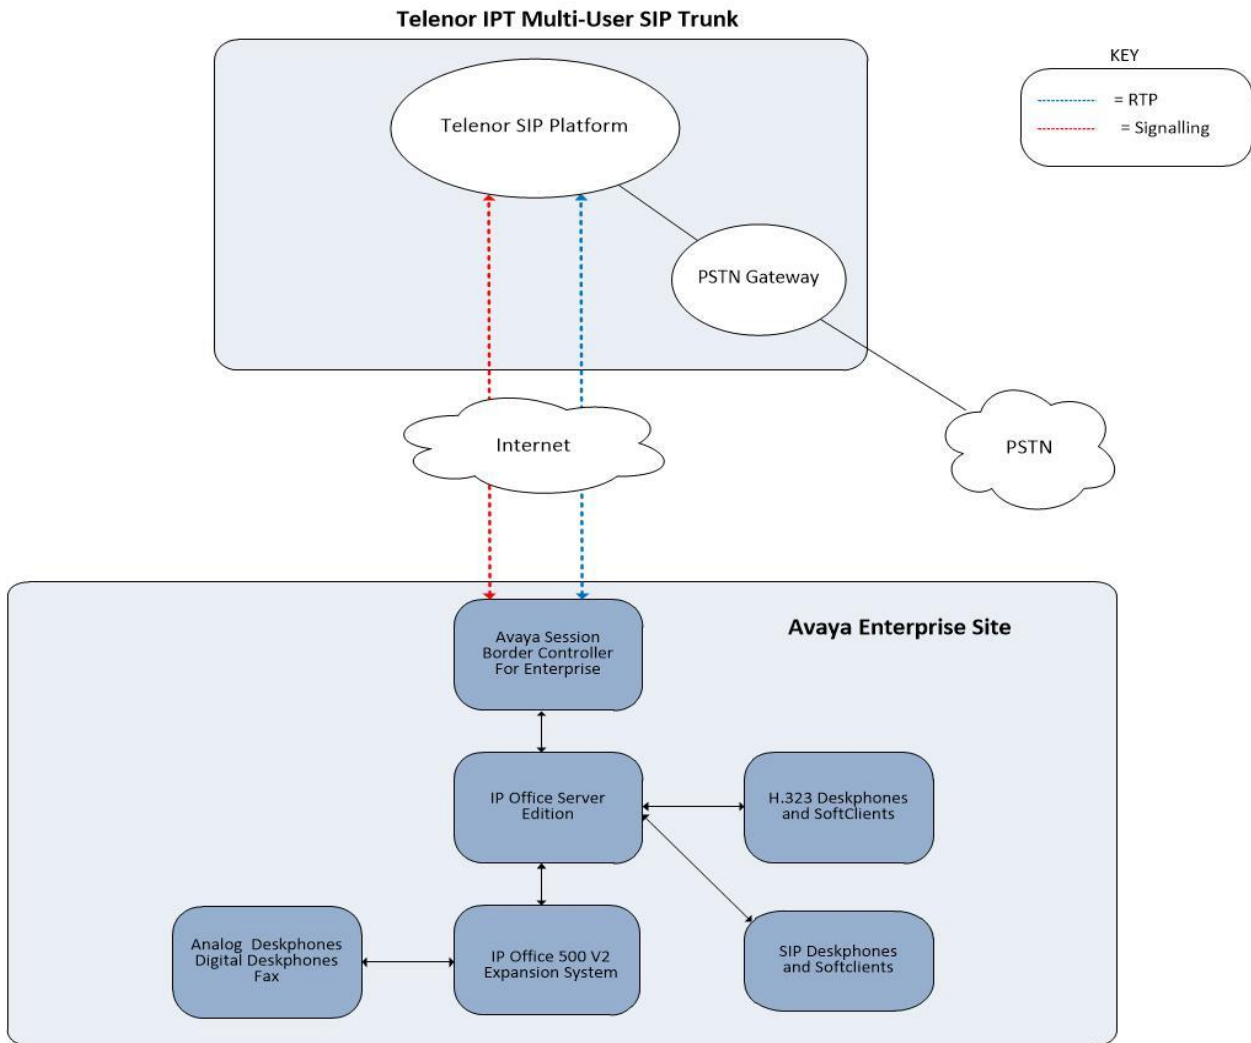 Telenor IPT Multi-User SIP Trunk
KEY
= RTP
= Signalling
Telenor SIP Platform
PSTN Gateway
Internet
PSTN
Avaya Enterprise Site
Avaya Session
Border Controller
For Enterprise
IP Office Server
Edition
H.323 Deskphones
and SoftClients
Analog Deskphones
Digital Deskphones
Fax
IP Office 500 V2
Expansion System
SIP Deskphones
and Softclients